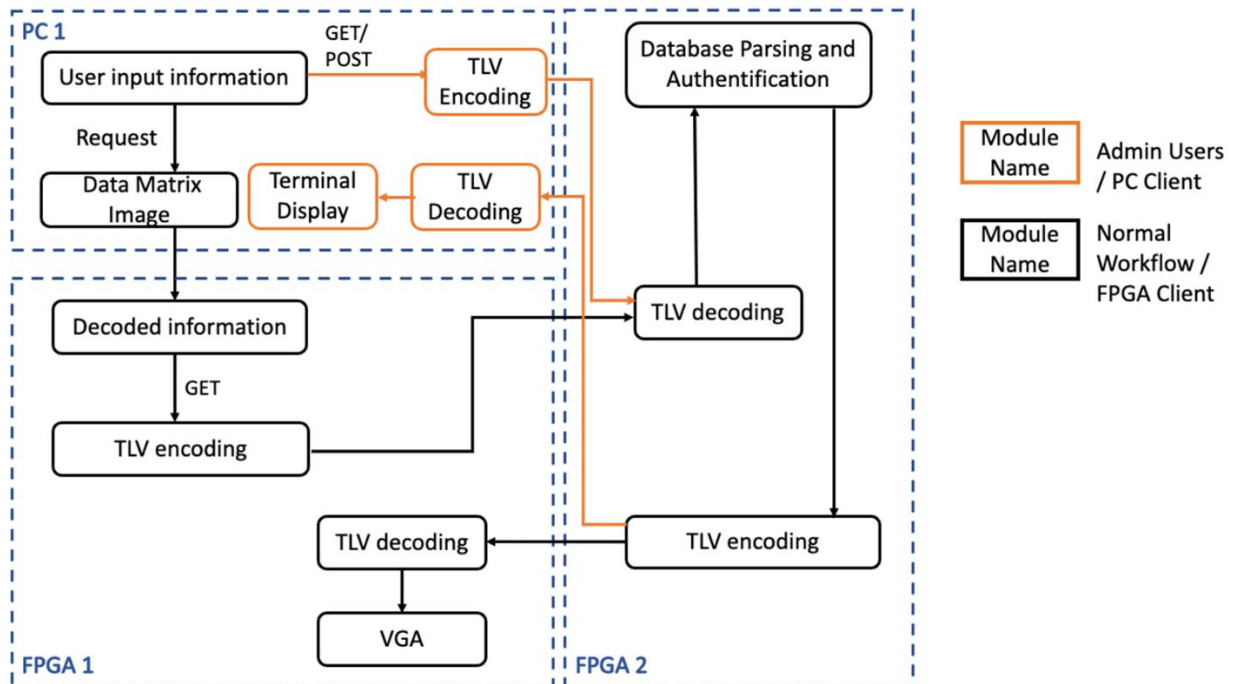 PC 1
GET/
POST
User input information
TLV
Encoding
Request
Data Matrix
Image
Terminal
Display
TLV
Decoding
Decoded information
GET
TLV encoding
TLV decoding
VGA
FPGA 1
Database Parsing and
Authentification
TLV decoding
TLV encoding
FPGA 2
Module
Name
Admin Users
/ PC Client
Module
Name
Normal
Workflow /
FPGA Client